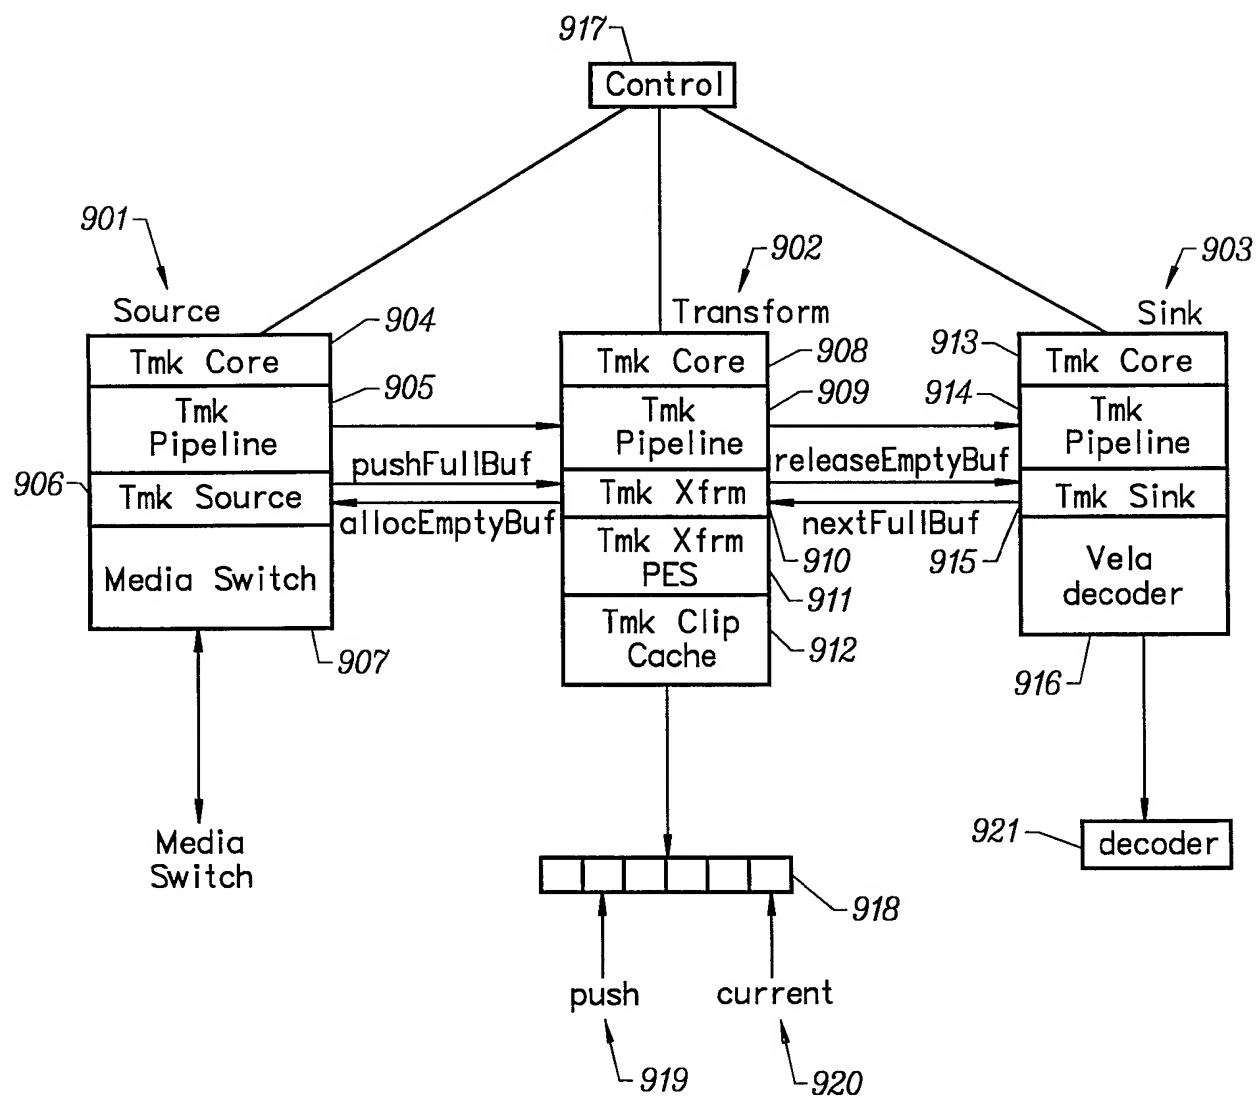 917
Control
901
902
903
Source
Transform
Sink
904
Tmk Core
Tmk Core
908
913
Tmk Core
905
Tmk
Pipeline
Tmk
Pipeline
909
914
Tmk
Pipeline
pushFullBuf
releaseEmptyBuf
906
Tmk Source
Tmk Xfrm
Tmk Sink
allocEmptyBuf
nextFullBuf
910
915
Media Switch
Tmk Xfrm
PES
911
Vela
decoder
907
Tmk Clip
Cache
912
916
Media
Switch
921
decoder
918
push
current
919
920